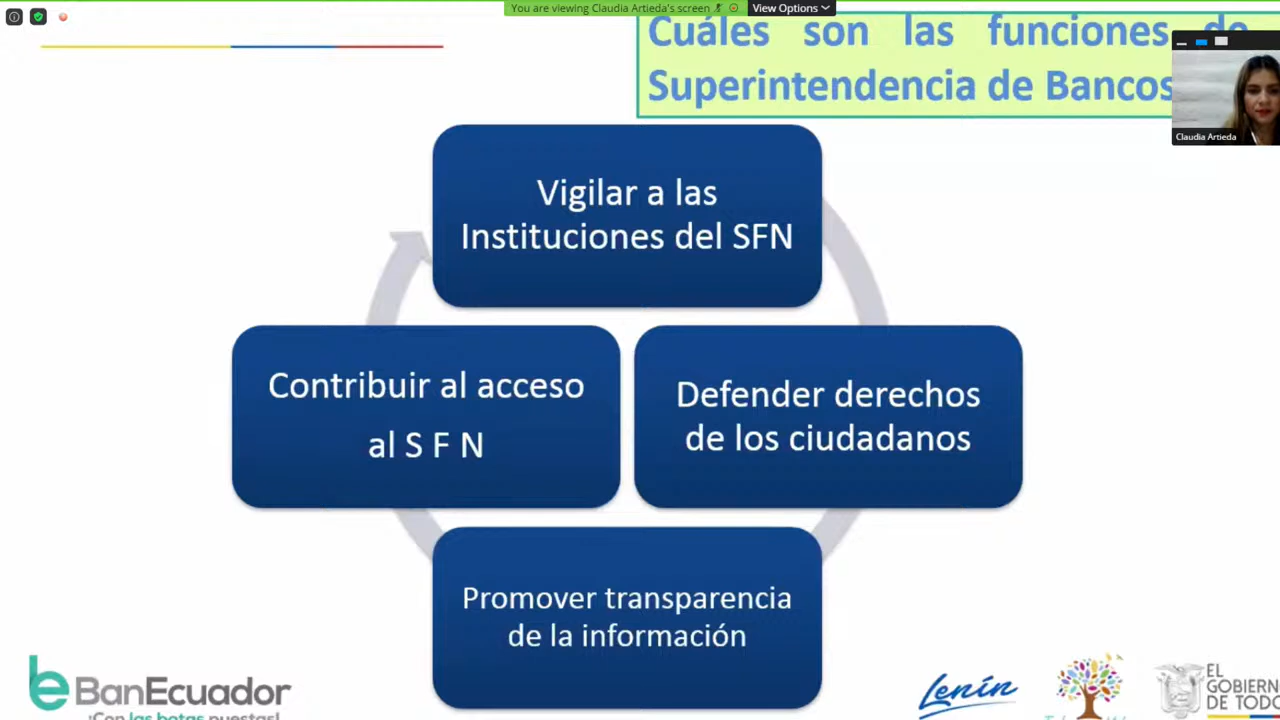 You are viewing Claudia Artieda's screen
View Options
Cuáles son las funciones de
Superintendencia de Bancos
Claudia Artieda
Vigilar a las
Instituciones del SFN
Contribuir al acceso
al S F N
Defender derechos
de los ciudadanos
Promover transparencia
de la información
BanEcuador
¡Con las botas puestas!
Lenín
EL
GOBIERNO
DE TODO